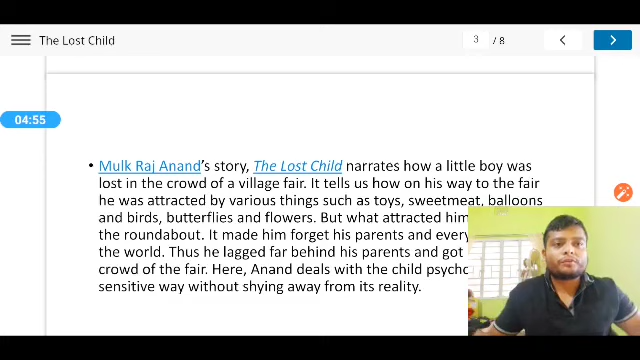 The Lost Child
3 / 8
04:55
• Mulk Raj Anand's story, The Lost Child narrates how a little boy was
lost in the crowd of a village fair. It tells us how on his way to the fair
he was attracted by various things such as toys, sweetmeat, balloons
and birds, butterflies and flowers. But what attracted him
the roundabout. It made him forget his parents and
the world. Thus he lagged far behind his parents and got
crowd of the fair. Here, Anand deals with the child
sensitive way without shying away from its reality.